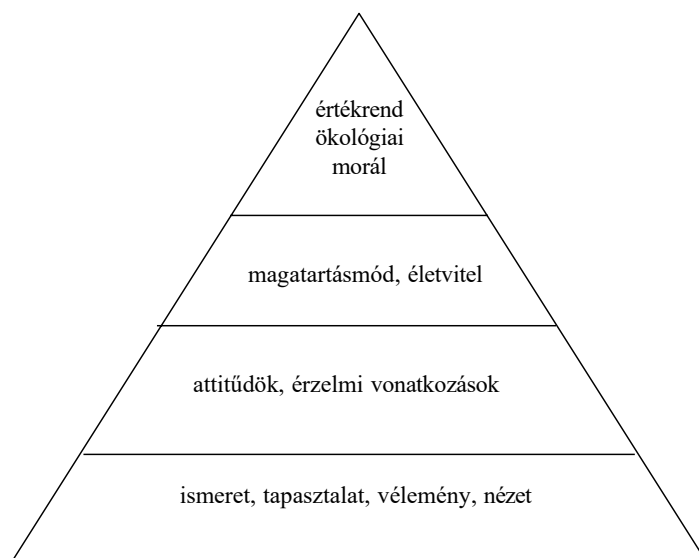 értékrend
ökológiai
morál
magatartásmód, életvitel
attitűdök, érzelmi vonatkozások
ismeret, tapasztalat, vélemény, nézet